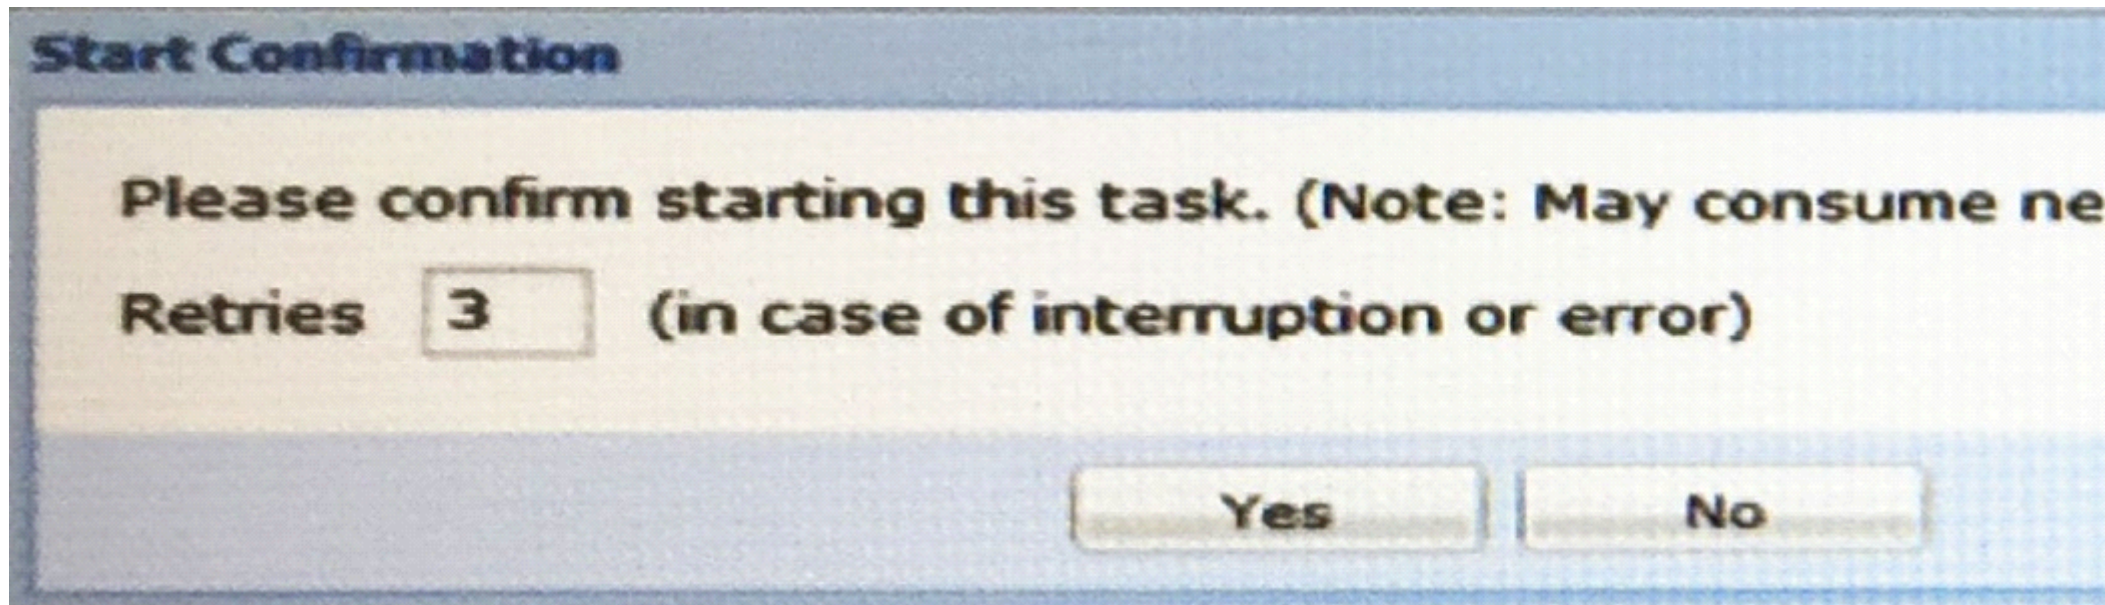 Start Confirmation
Please confirm starting this task. (Note: May consume ne
Retries 3 (in case of interruption or error)
Yes No